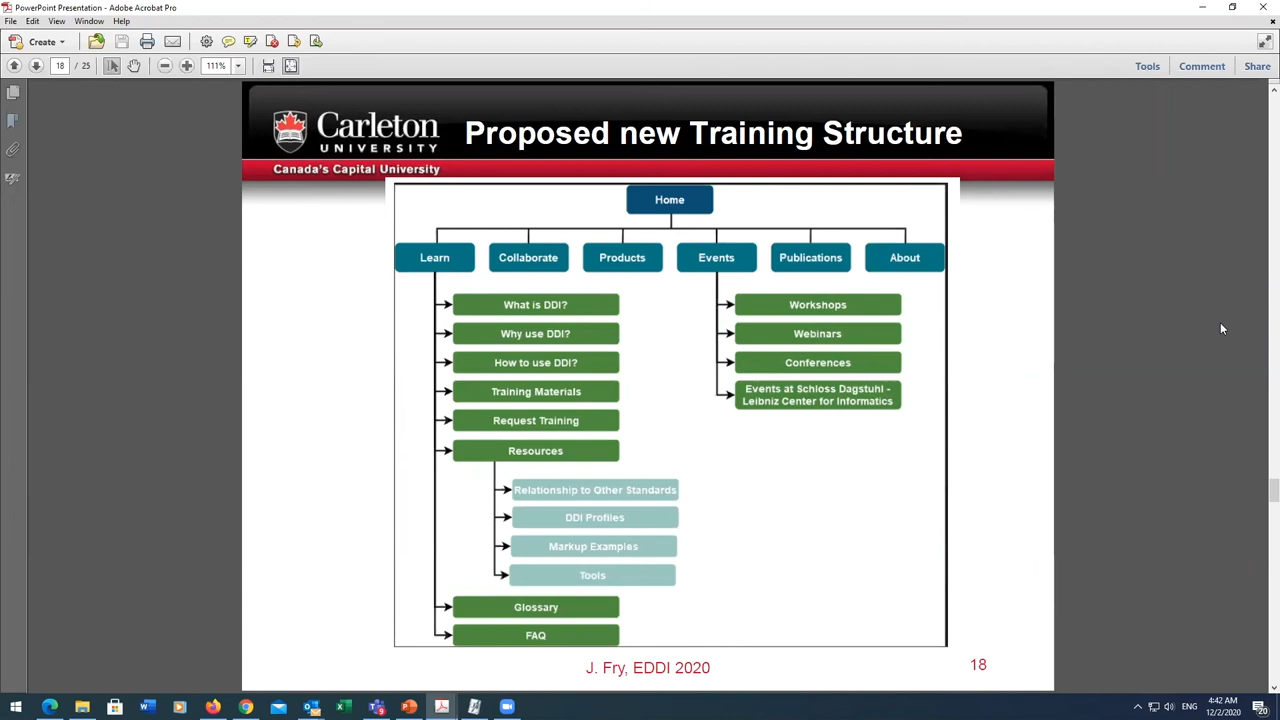 PowerPoint Presentation - Adobe Acrobat Pro
File Edit View Window Help
Create
18 / 25 111% Tools Comment Share
Carleton
UNIVERSITY
Canada's Capital University
Proposed new Training Structure
Home
Learn Collaborate Products Events Publications About
What is DDI?
Why use DDI?
How to use DDI?
Training Materials
Request Training
Resources
Relationship to Other Standards
DDI Profiles
Markup Examples
Tools
Glossary
FAQ
Workshops
Webinars
Conferences
Events at Schloss Dagstuhl -
Leibniz Center for Informatics
J. Fry, EDDI 2020
18
ENG
4:42 AM
12/2/2020
20